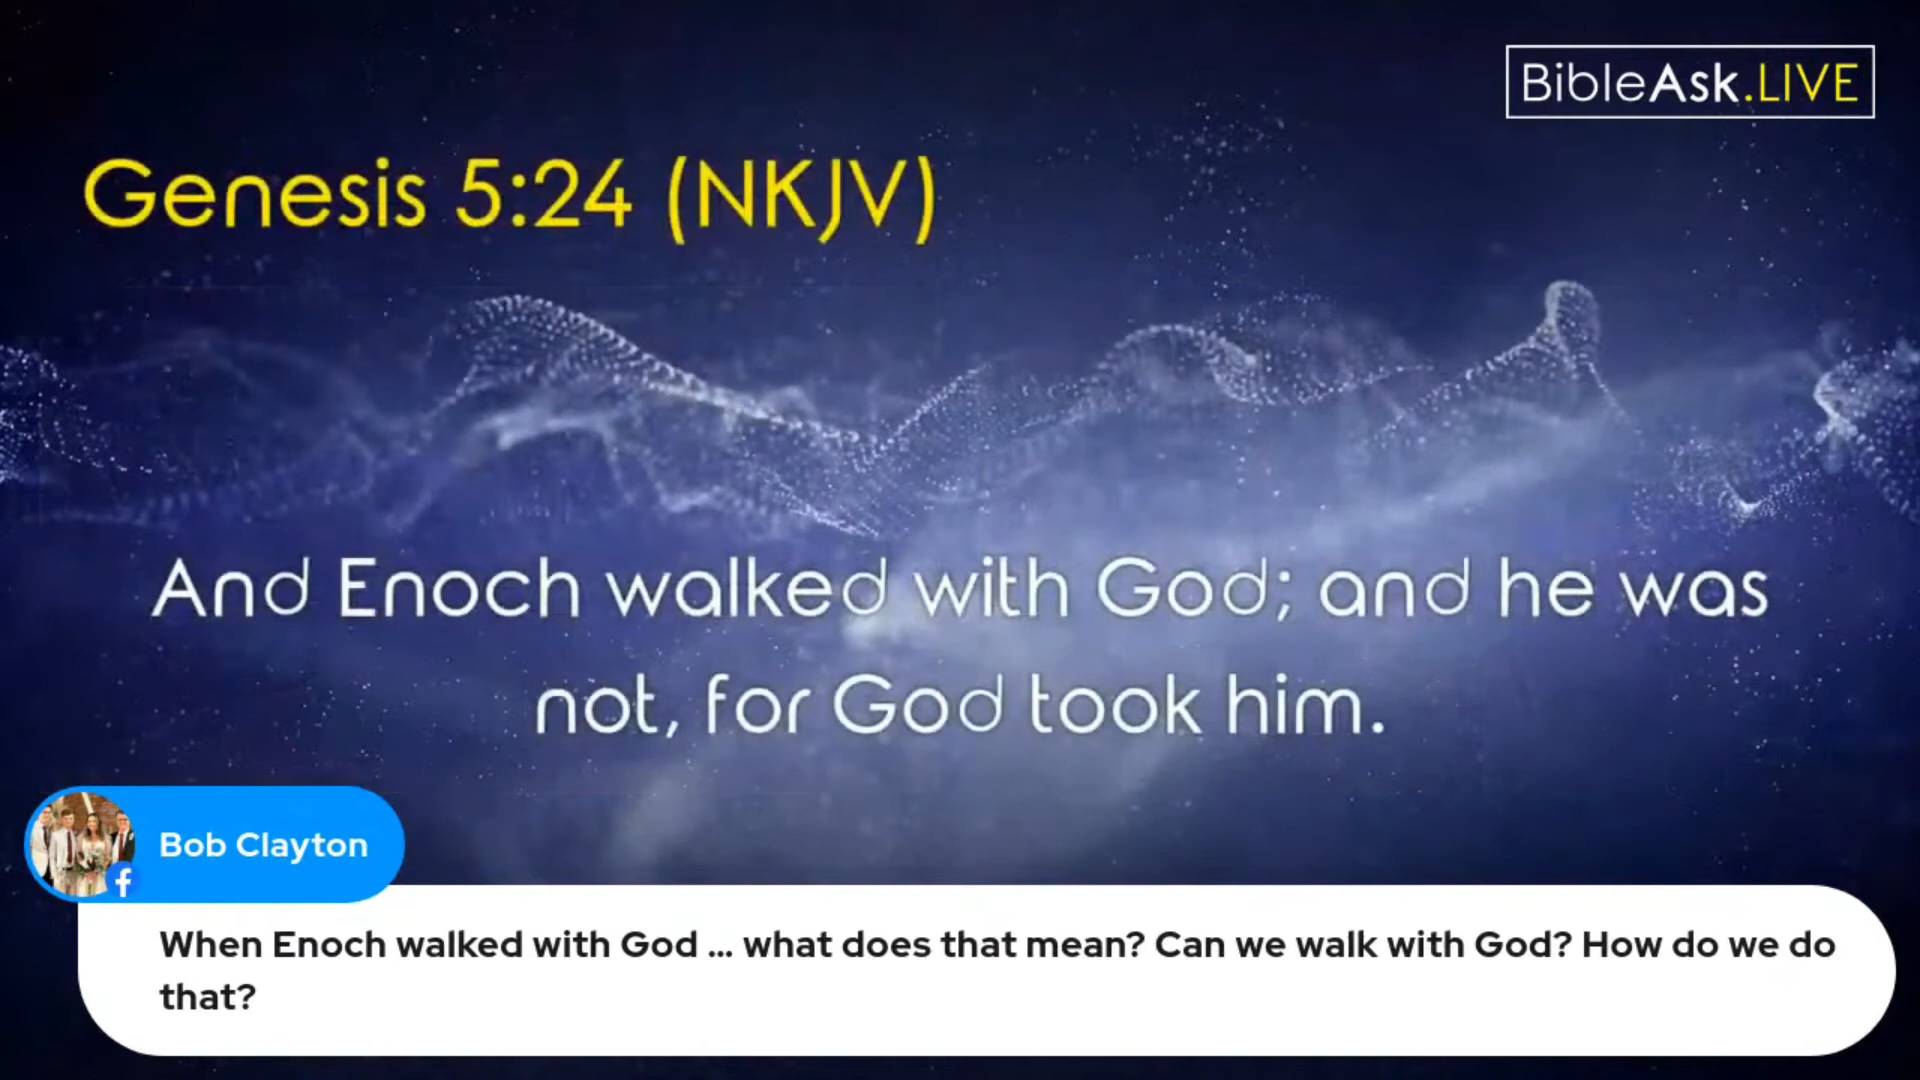 BibleAsk.LIVE
Genesis 5:24 (NKJV)
And Enoch walked with God; and he was
not, for God took him.
Bob Clayton
When Enoch walked with God ... what does that mean? Can we walk with God? How do we do
that?